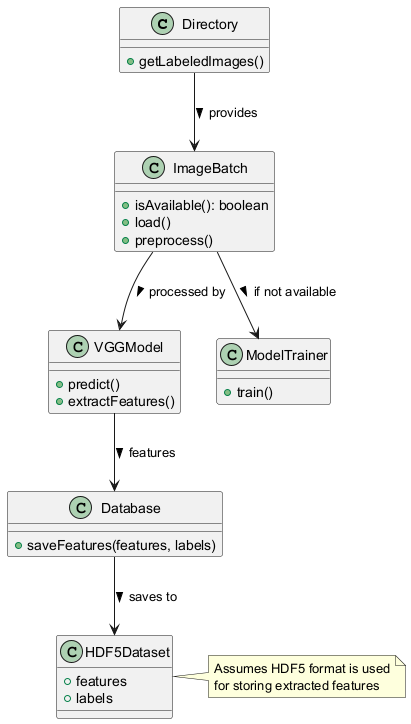 C Directory
getLabeledImages()
provides
C ImageBatch
isAvailable(): boolean
load()
preprocess()
processed by
if not available
C VGGModel
predict()
extractFeatures()
C ModelTrainer
train()
features
C Database
saveFeatures(features, labels)
saves to
C HDF5Dataset
features
labels
Assumes HDF5 format is used
for storing extracted features